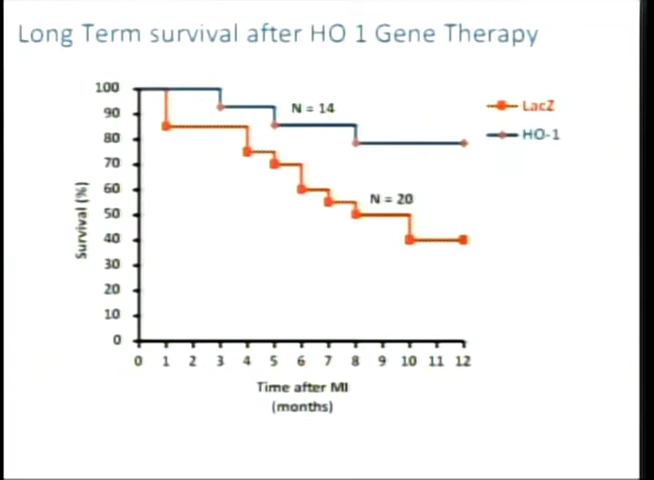 Long Term survival after HO 1 Gene Therapy
100
90
80
70
60
50
40
30
20
10
0
Survival (%)
N = 14
N = 20
LacZ
HO-1
0 1 2 3 4 5 6 7 8 9 10 11 12
Time after MI
(months)